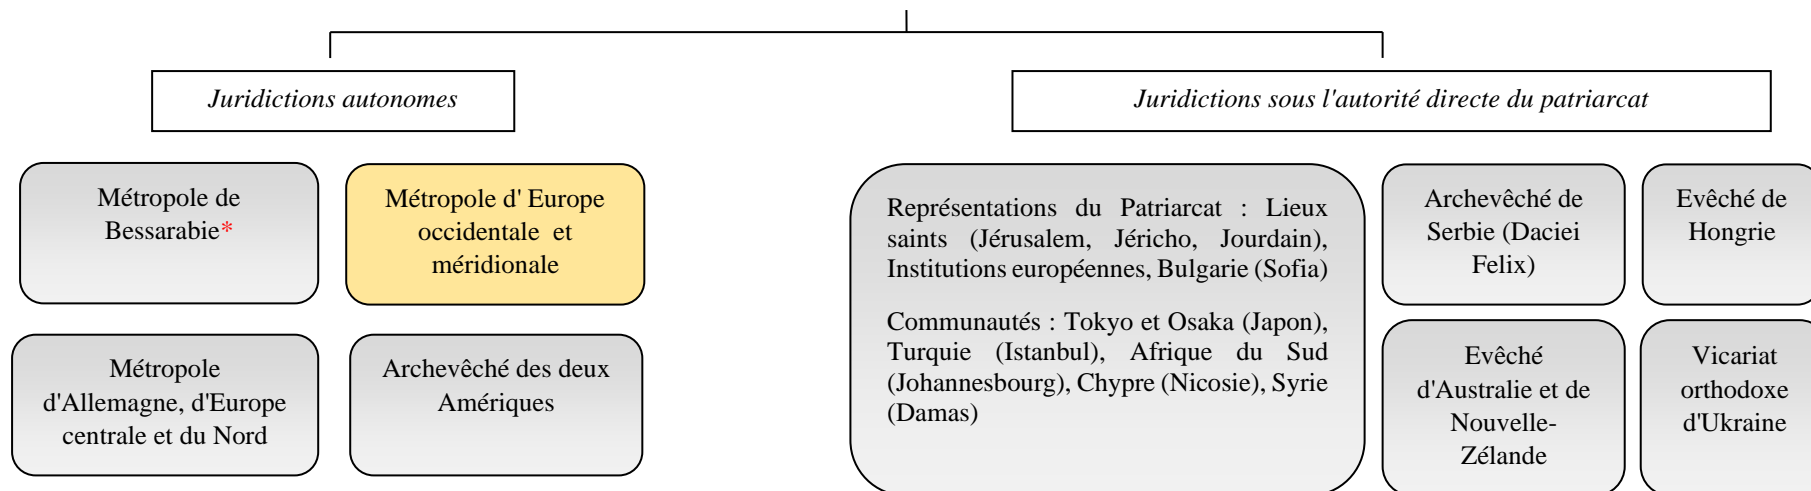 Juridictions autonomes
Juridictions sous l'autorité directe du patriarcat
Métropole de
Bessarabie*
Métropole d' Europe
occidentale et
méridionale
Métropole
d'Allemagne, d'Europe
centrale et du Nord
Archevêché des deux
Amériques
Représentations du Patriarcat : Lieux
saints (Jérusalem, Jéricho, Jourdain),
Institutions européennes, Bulgarie (Sofia)
Communautés : Tokyo et Osaka (Japon),
Turquie (Istanbul), Afrique du Sud
(Johannesbourg), Chypre (Nicosie), Syrie
(Damas)
Archevêché de
Serbie (Daciei
Felix)
Evêché de
Hongrie
Evêché
d'Australie et de
Nouvelle-
Zélande
Vicariat
orthodoxe
d'Ukraine